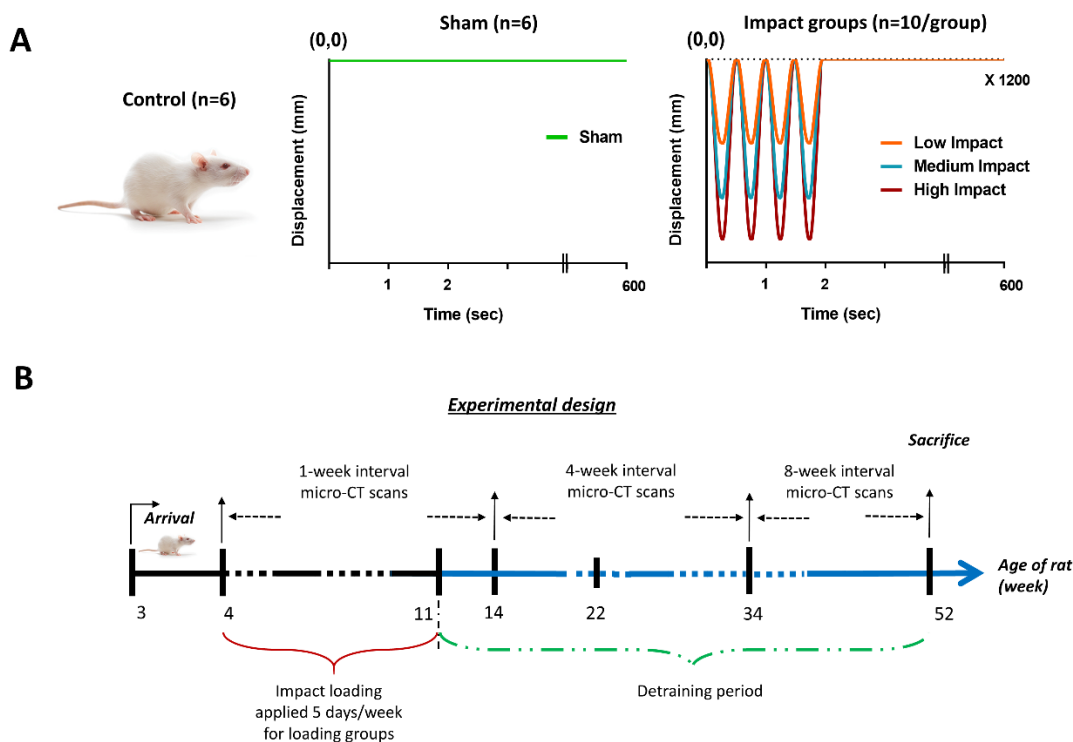 A
Control (n=6)
Sham (n=6)
(0,0)
Displacement (mm)
Sham
1
2
600
Time (sec)
Impact groups (n=10/group)
(0,0)
X 1200
Displacement (mm)
Low Impact
Medium Impact
High Impact
1
2
600
Time (sec)
B
Experimental design
Sacrifice
1-week interval
micro-CT scans
4-week interval
micro-CT scans
8-week interval
micro-CT scans
Arrival
Age of rat
(week)
3
4
11
14
22
34
52
Impact loading
applied 5 days/week
for loading groups
Detraining period